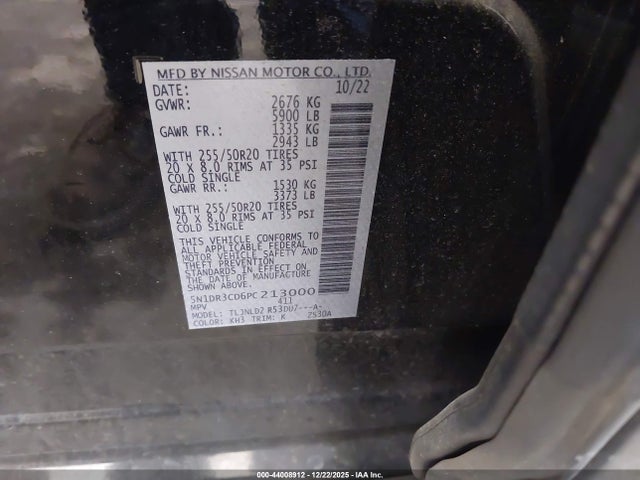 MFD BY NISSAN MOTOR CO., LTD.
DATE: 10/22
GVWR: 2676 KG
5900 LB
GAWR FR.: 1335 KG
2943 LB
WITH 255/50R20 TIRES
20 X 8.0 RIMS AT 35 PSI
COLD SINGLE
GAWR RR.: 1530 KG
3373 LB
WITH 255/50R20 TIRES
20 X 8.0 RIMS AT 35 PSI
COLD SINGLE
THIS VEHICLE CONFORMS TO
ALL APPLICABLE FEDERAL
MOTOR VEHICLE SAFETY AND
THEFT PREVENTION
STANDARDS IN EFFECT ON
THE DATE OF MANUFACTURE
SHOWN ABOVE.
5N1DR3CD6PC213000
MPV 411
MODEL: TLJNLD2 R53DU7---A-
COLOR: KH3 TRIM: K 2S30A
000-44008912 - 12/22/2025 - IAA Inc.